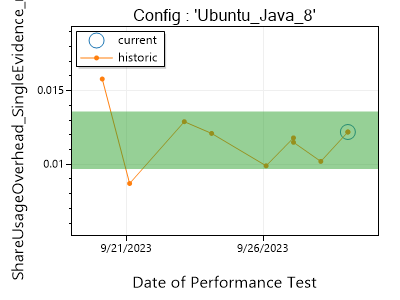 Config : 'Ubuntu_Java_8'
current
historic
ShareUsageOverhead_SingleEvidence_
0.015
0.01
9/21/2023
9/26/2023
Date of Performance Test